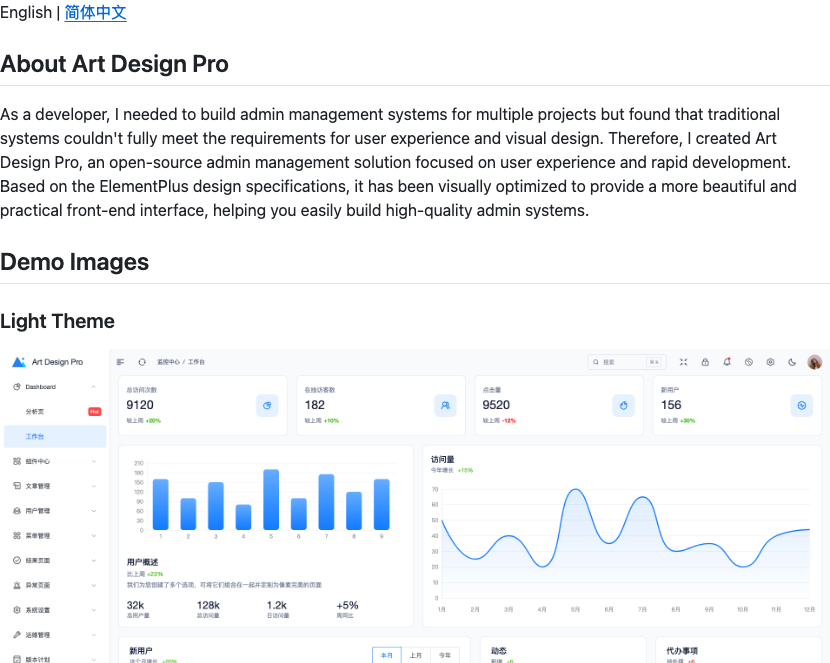 English | 简体中文
About Art Design Pro
As a developer, I needed to build admin management systems for multiple projects but found that traditional
systems couldn't fully meet the requirements for user experience and visual design. Therefore, I created Art
Design Pro, an open-source admin management solution focused on user experience and rapid development.
Based on the ElementPlus design specifications, it has been visually optimized to provide a more beautiful and
practical front-end interface, helping you easily build high-quality admin systems.
Demo Images
Light Theme
Art Design Pro
监控中心 / 工作台
搜索
Dashboard
分析页 Hot
工作台
组件中心
文章管理
用户管理
菜单管理
结果页面
异常页面
系统设置
运维管理
版本计划
总访问次数
9120
较上周 +20%
在线访客数
182
较上周 +10%
点击量
9520
较上周 -12%
新用户
156
较上周 +30%
210
180
150
120
90
60
30
0
1 2 3 4 5 6 7 8 9
用户概述
比上周 +23%
我们为您创建了多个选项，可将它们组合在一起并定制为像素完美的页面
32k 128k 1.2k +5%
总用户量 总访问量 日访问量 周同比
访问量
今年增长 +15%
70
60
50
40
30
20
10
0
1月 2月 3月 4月 5月 6月 7月 8月 9月 10月 11月 12月
新用户
这个月增长 +20%
本月 上月 今年
动态
新增 +6
代办事项
待处理 +5